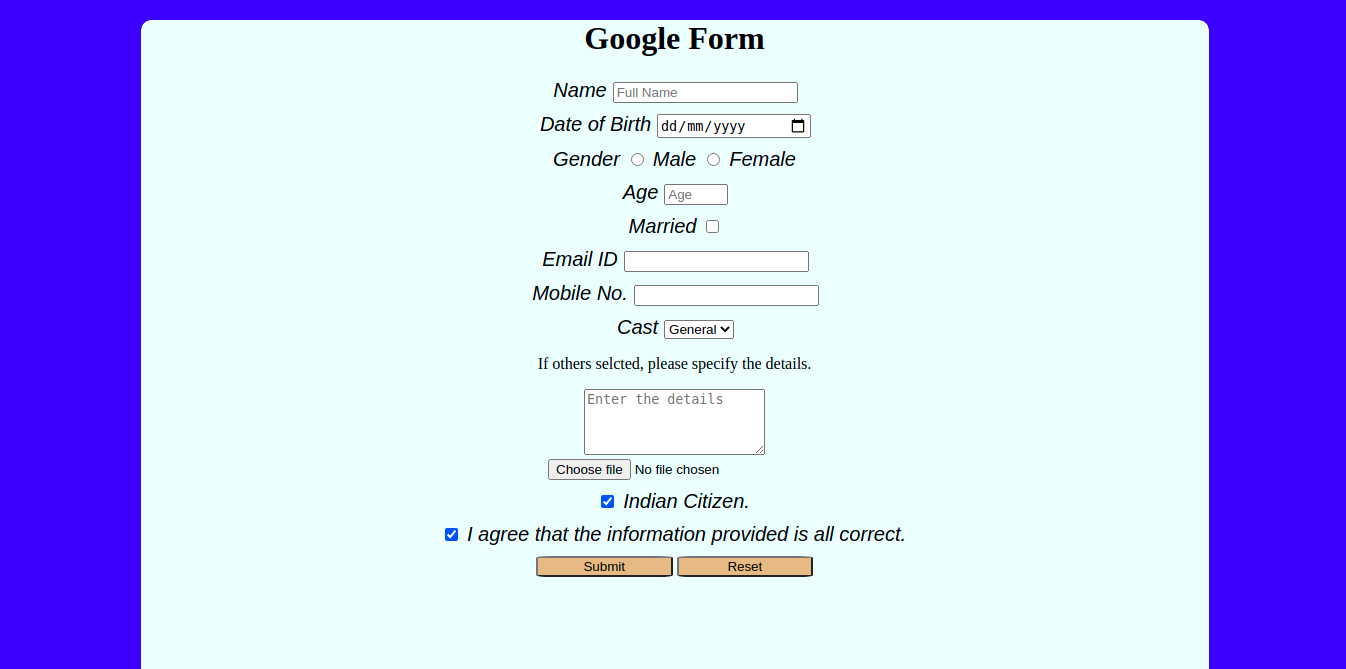 Google Form
Name Full Name
Date of Birth dd/mm/yyyy
Gender Male Female
Age Age
Married
Email ID
Mobile No.
Cast General
If others selcted, please specify the details.
Enter the details
Choose file No file chosen
Indian Citizen.
I agree that the information provided is all correct.
Submit Reset